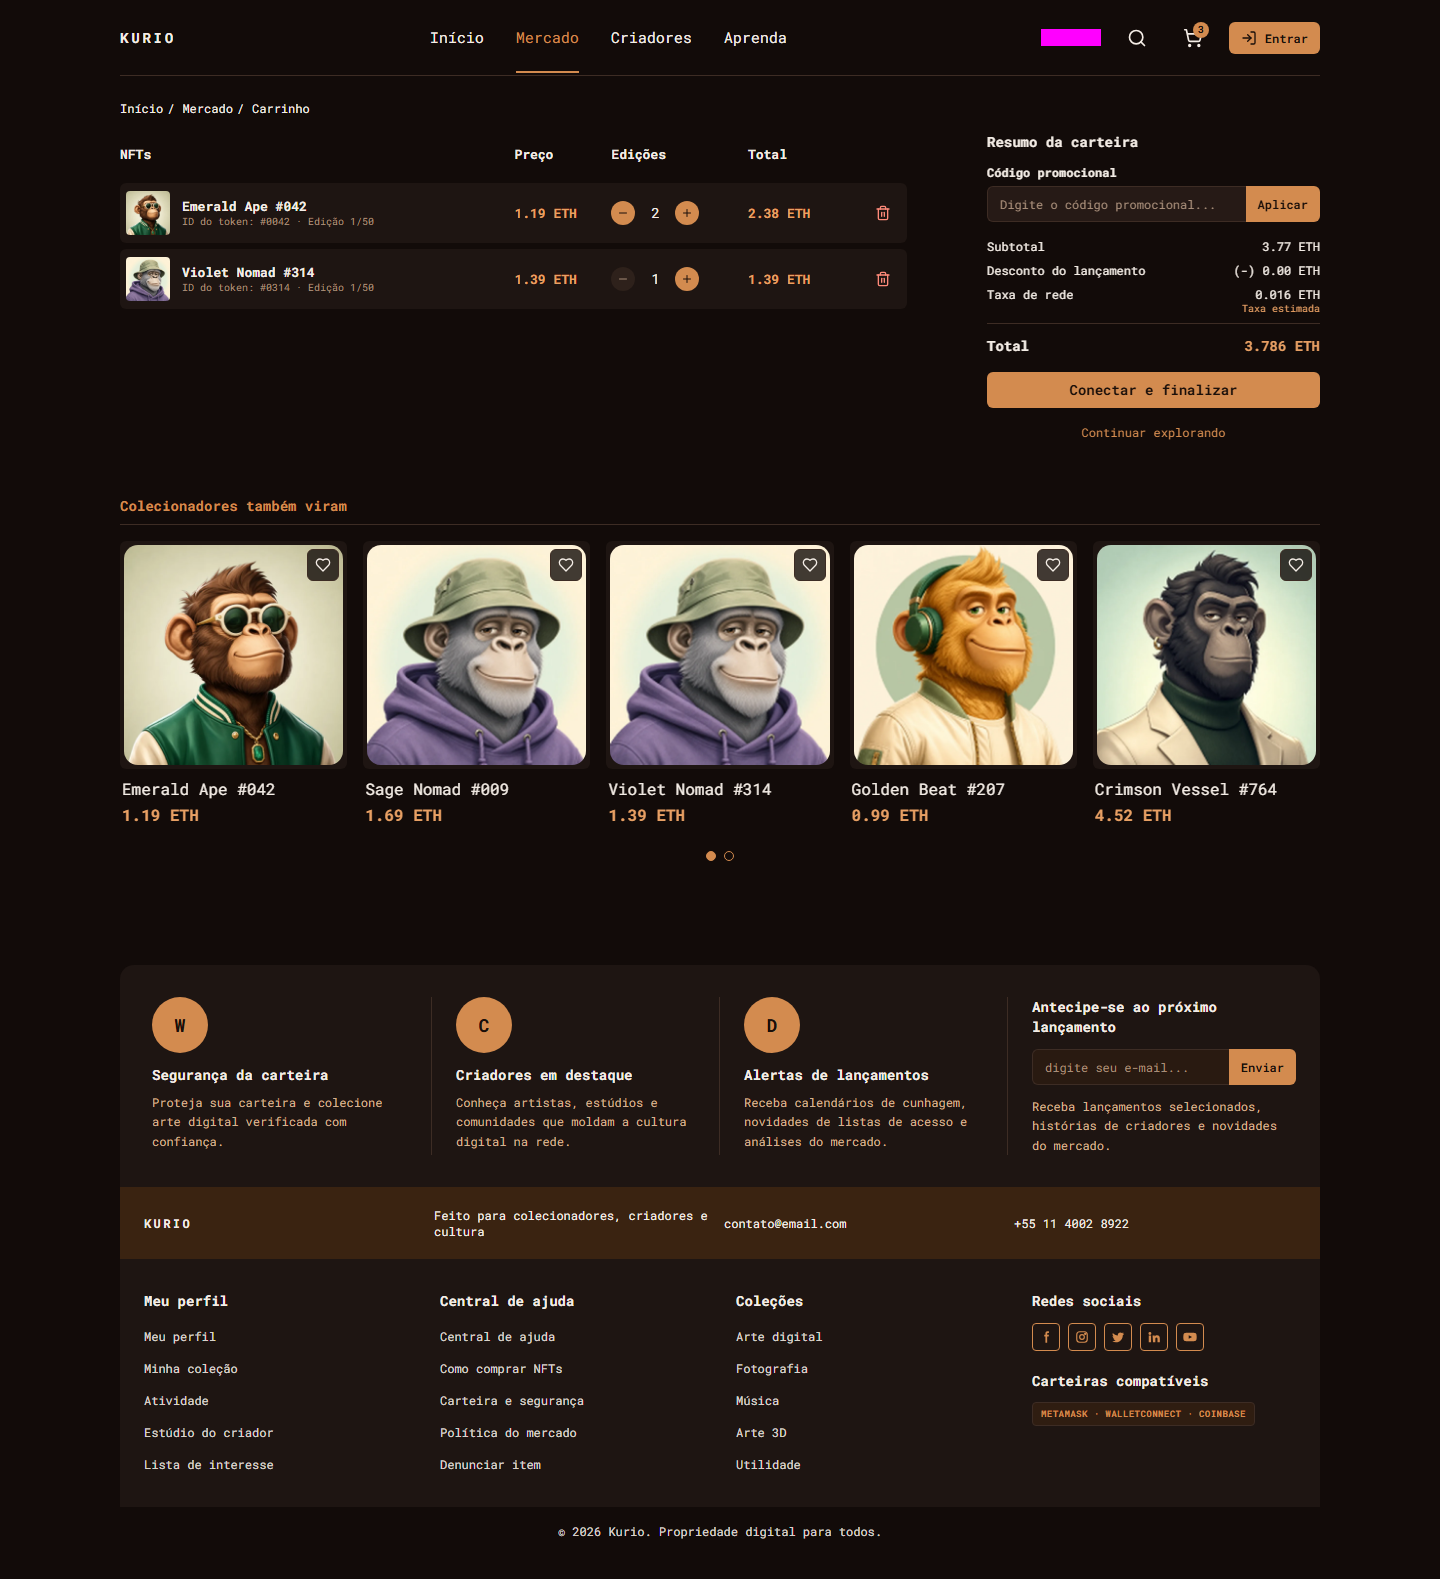 KURIO
Início
Mercado
Criadores
Aprenda
3
Entrar
Início / Mercado / Carrinho
NFTs
Preço
Edições
Total
Emerald Ape #042
ID do token: #0042 · Edição 1/50
1.19 ETH
2
2.38 ETH
Violet Nomad #314
ID do token: #0314 · Edição 1/50
1.39 ETH
1
1.39 ETH
Resumo da carteira
Código promocional
Digite o código promocional...
Aplicar
Subtotal
3.77 ETH
Desconto do lançamento
(-) 0.00 ETH
Taxa de rede
0.016 ETH
Taxa estimada
Total
3.786 ETH
Conectar e finalizar
Continuar explorando
Colecionadores também viram
Emerald Ape #042
1.19 ETH
Sage Nomad #009
1.69 ETH
Violet Nomad #314
1.39 ETH
Golden Beat #207
0.99 ETH
Crimson Vessel #764
4.52 ETH
W
Segurança da carteira
Proteja sua carteira e colecione
arte digital verificada com
confiança.
C
Criadores em destaque
Conheça artistas, estúdios e
comunidades que moldam a cultura
digital na rede.
D
Alertas de lançamentos
Receba calendários de cunhagem,
novidades de listas de acesso e
análises do mercado.
Antecipe-se ao próximo
lançamento
digite seu e-mail...
Enviar
Receba lançamentos selecionados,
histórias de criadores e novidades
do mercado.
KURIO
Feito para colecionadores, criadores e
cultura
contato@email.com
+55 11 4002 8922
Meu perfil
Meu perfil
Minha coleção
Atividade
Estúdio do criador
Lista de interesse
Central de ajuda
Central de ajuda
Como comprar NFTs
Carteira e segurança
Política do mercado
Denunciar item
Coleções
Arte digital
Fotografia
Música
Arte 3D
Utilidade
Redes sociais
Carteiras compatíveis
METAMASK · WALLETCONNECT · COINBASE
© 2026 Kurio. Propriedade digital para todos.